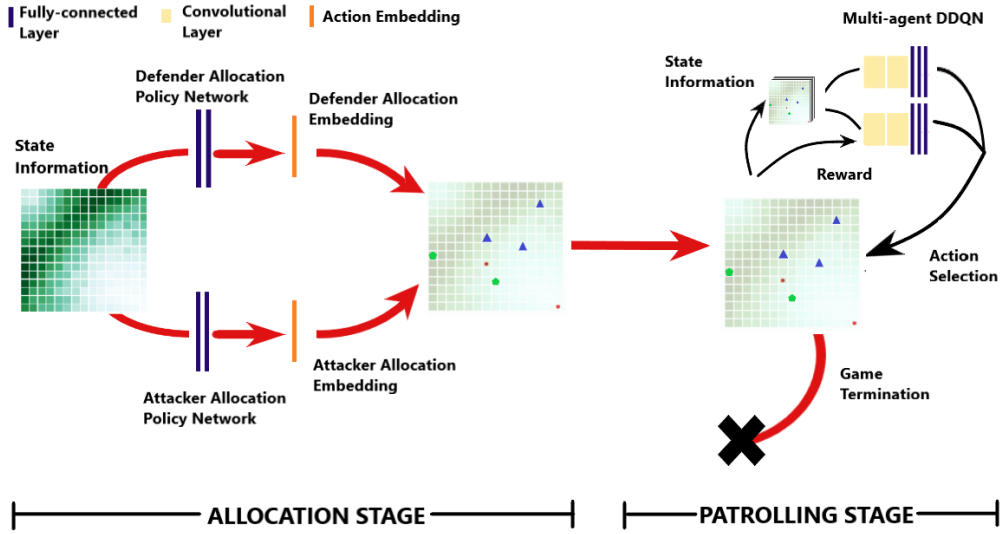 Fully-connected
Layer
Convolutional
Layer
Action Embedding
Multi-agent DDQN
State
Information
Defender Allocation
Policy Network
Defender Allocation
Embedding
State
Information
Reward
Action
Selection
Attacker Allocation
Embedding
Attacker Allocation
Policy Network
Game
Termination
ALLOCATION STAGE
PATROLLING STAGE